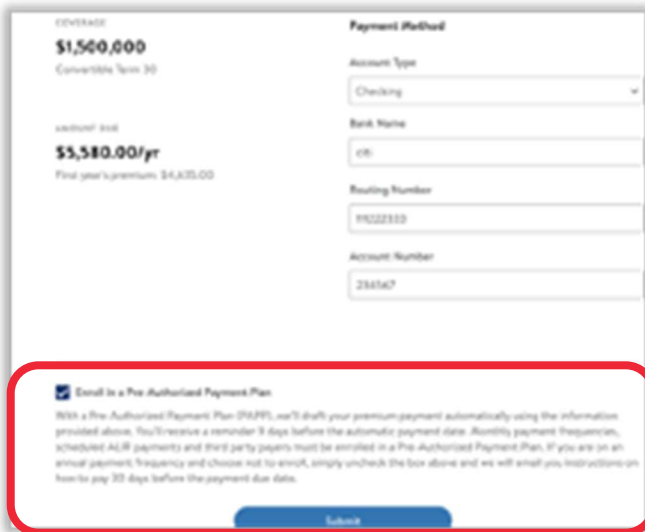 COVERAGE
$1,500,000
Convertible Term 30
AMOUNT DUE
$5,580.00/yr
First year's premium: $4,635.00
Payment Method
Account Type
Checking
Bank Name
citi
Routing Number
Account Number
Enroll in a Pre-Authorized Payment Plan
With a Pre-Authorized Payment Plan (PAPP), we'll draft your premium payment automatically using the information
provided above. You'll receive a reminder 9 days before the automatic payment date. Monthly payment frequencies,
scheduled ALIR payments and third party payers must be enrolled in a Pre-Authorized Payment Plan. If you are on an
annual payment frequency and choose not to enroll, simply uncheck the box above and we will email you instructions on
how to pay 30 days before the payment due date.
Submit